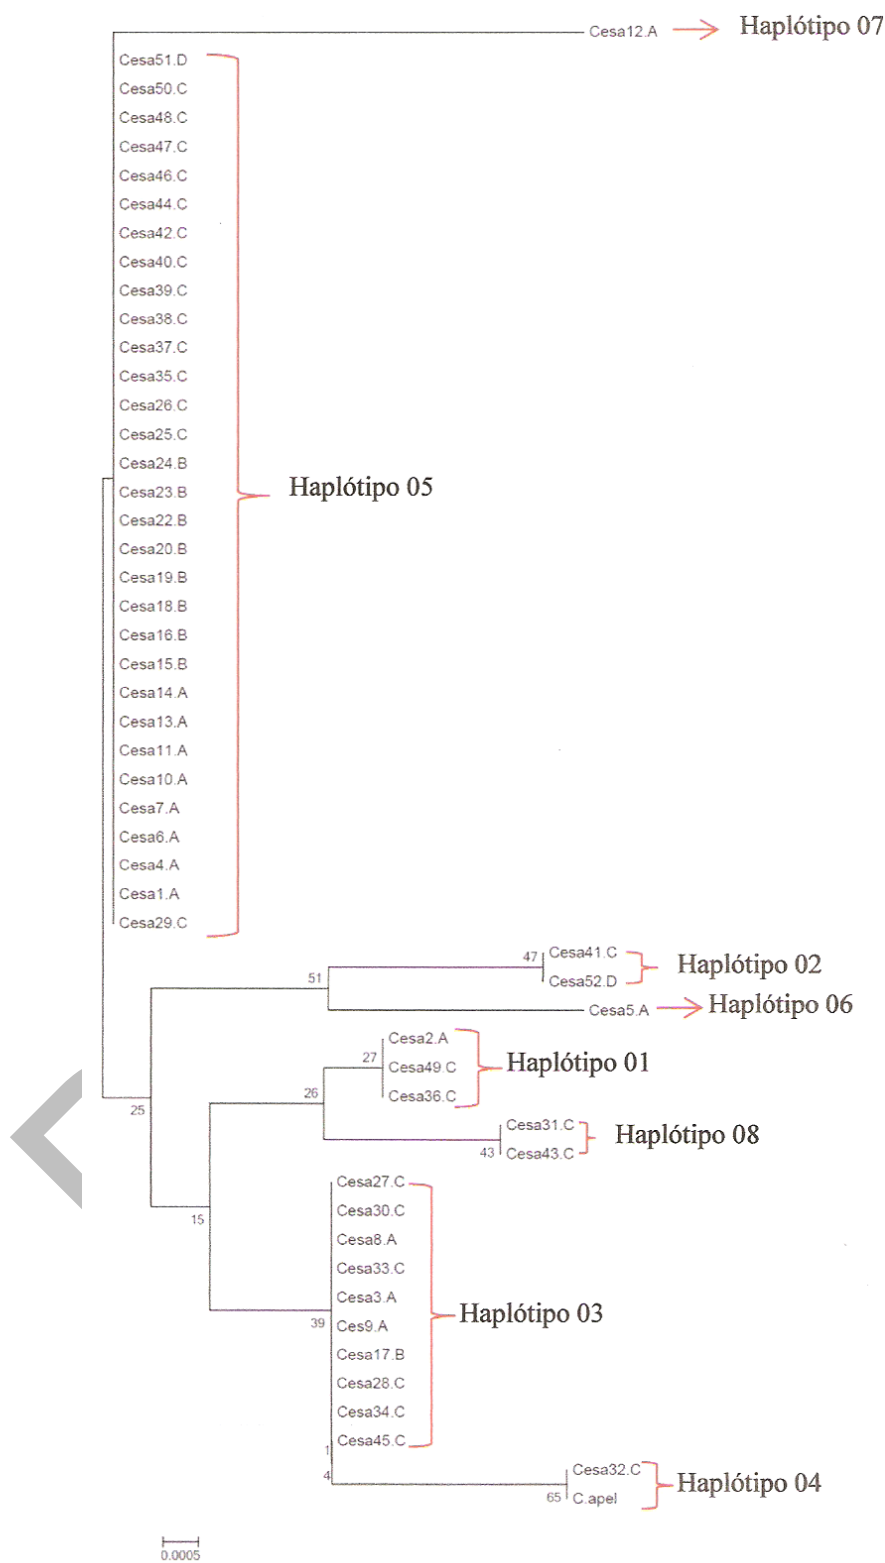 Cesa12.A Haplótipo 07
Cesa51.D
Cesa50.C
Cesa48.C
Cesa47.C
Cesa46.C
Cesa44.C
Cesa42.C
Cesa40.C
Cesa39.C
Cesa38.C
Cesa37.C
Cesa35.C
Cesa26.C
Cesa25.C
Cesa24.B
Cesa23.B
Haplótipo 05
Cesa22.B
Cesa20.B
Cesa19.B
Cesa18.B
Cesa16.B
Cesa15.B
Cesa14.A
Cesa13.A
Cesa11.A
Cesa10.A
Cesa7.A
Cesa6.A
Cesa4.A
Cesa1.A
Cesa29.C
47 Cesa41.C
Haplótipo 02
51
Cesa52.D
Cesa5.A Haplótipo 06
Cesa2.A
27
Cesa49.C Haplótipo 01
26
Cesa36.C
25
Cesa31.C
Haplótipo 08
43 Cesa43.C
Cesa27.C
15
Cesa30.C
Cesa8.A
Cesa33.C
Cesa3.A
Haplótipo 03
39
Ces9.A
Cesa17.B
Cesa28.C
Cesa34.C
Cesa45.C
1
4
Cesa32.C
Haplótipo 04
65 C.apel
0.0005